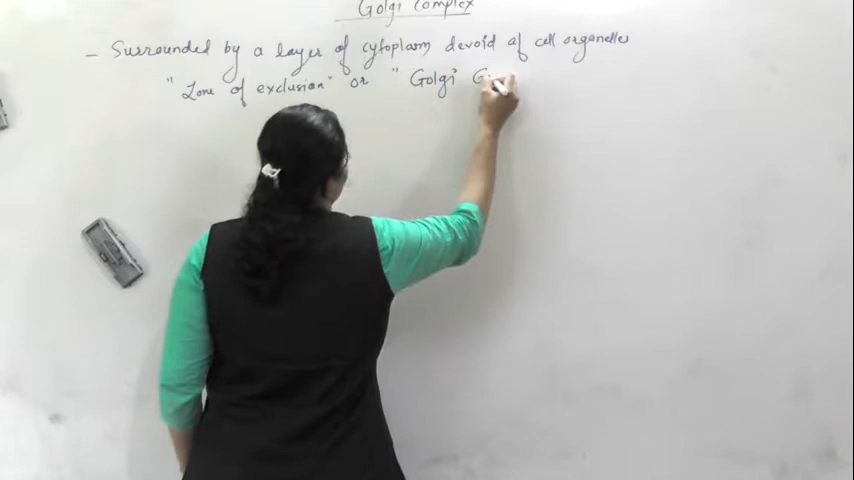 Golgi Complex
- Surrounded by a layer of cytoplasm devoid of cell organelles
"Zone of exclusion" or "Golgi G